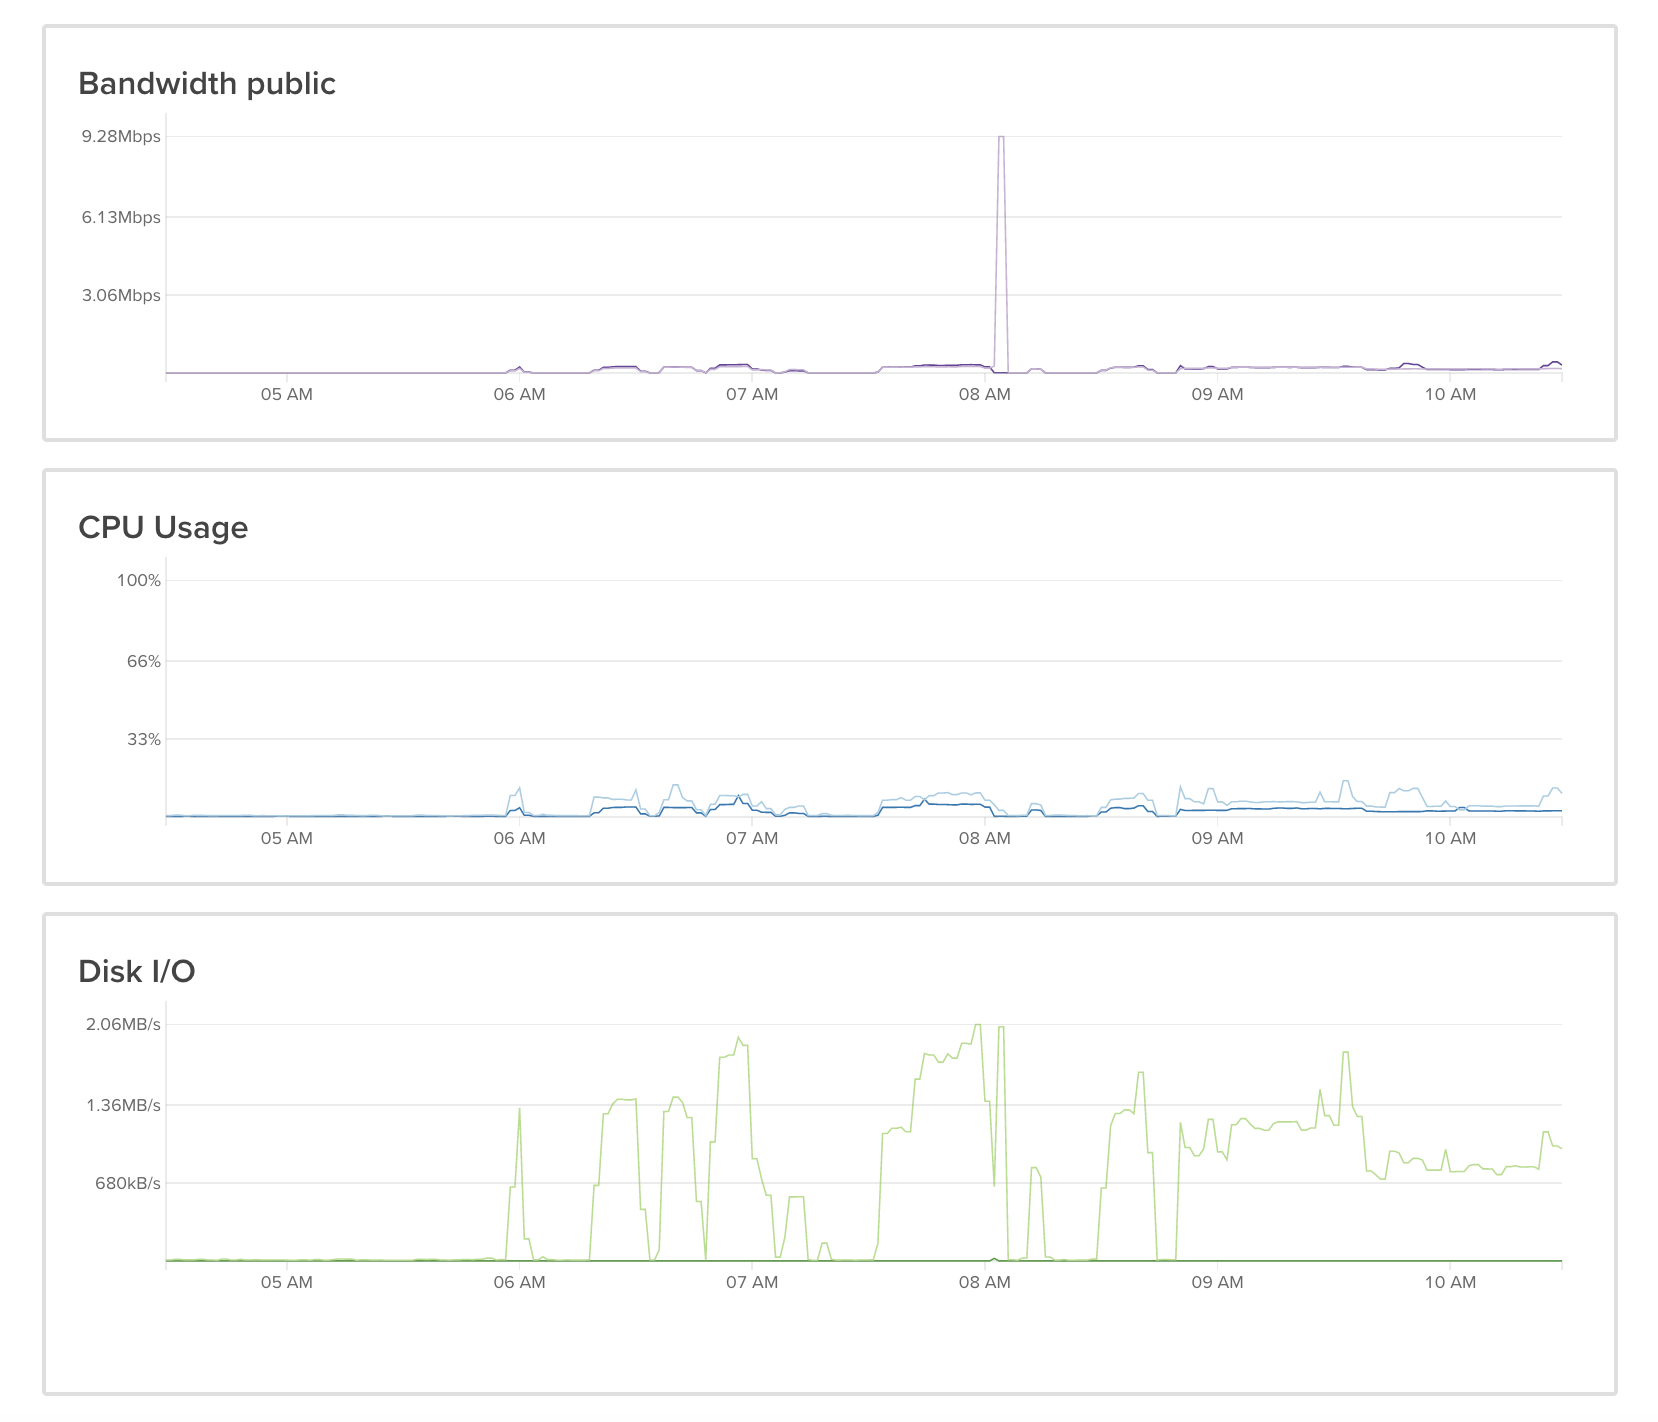 Bandwidth public
9.28Mbps
6.13Mbps
3.06Mbps
05 AM 06 AM 07 AM 08 AM 09 AM 10 AM
CPU Usage
100%
66%
33%
05 AM 06 AM 07 AM 08 AM 09 AM 10 AM
Disk I/O
2.06MB/s
1.36MB/s
680kB/s
05 AM 06 AM 07 AM 08 AM 09 AM 10 AM